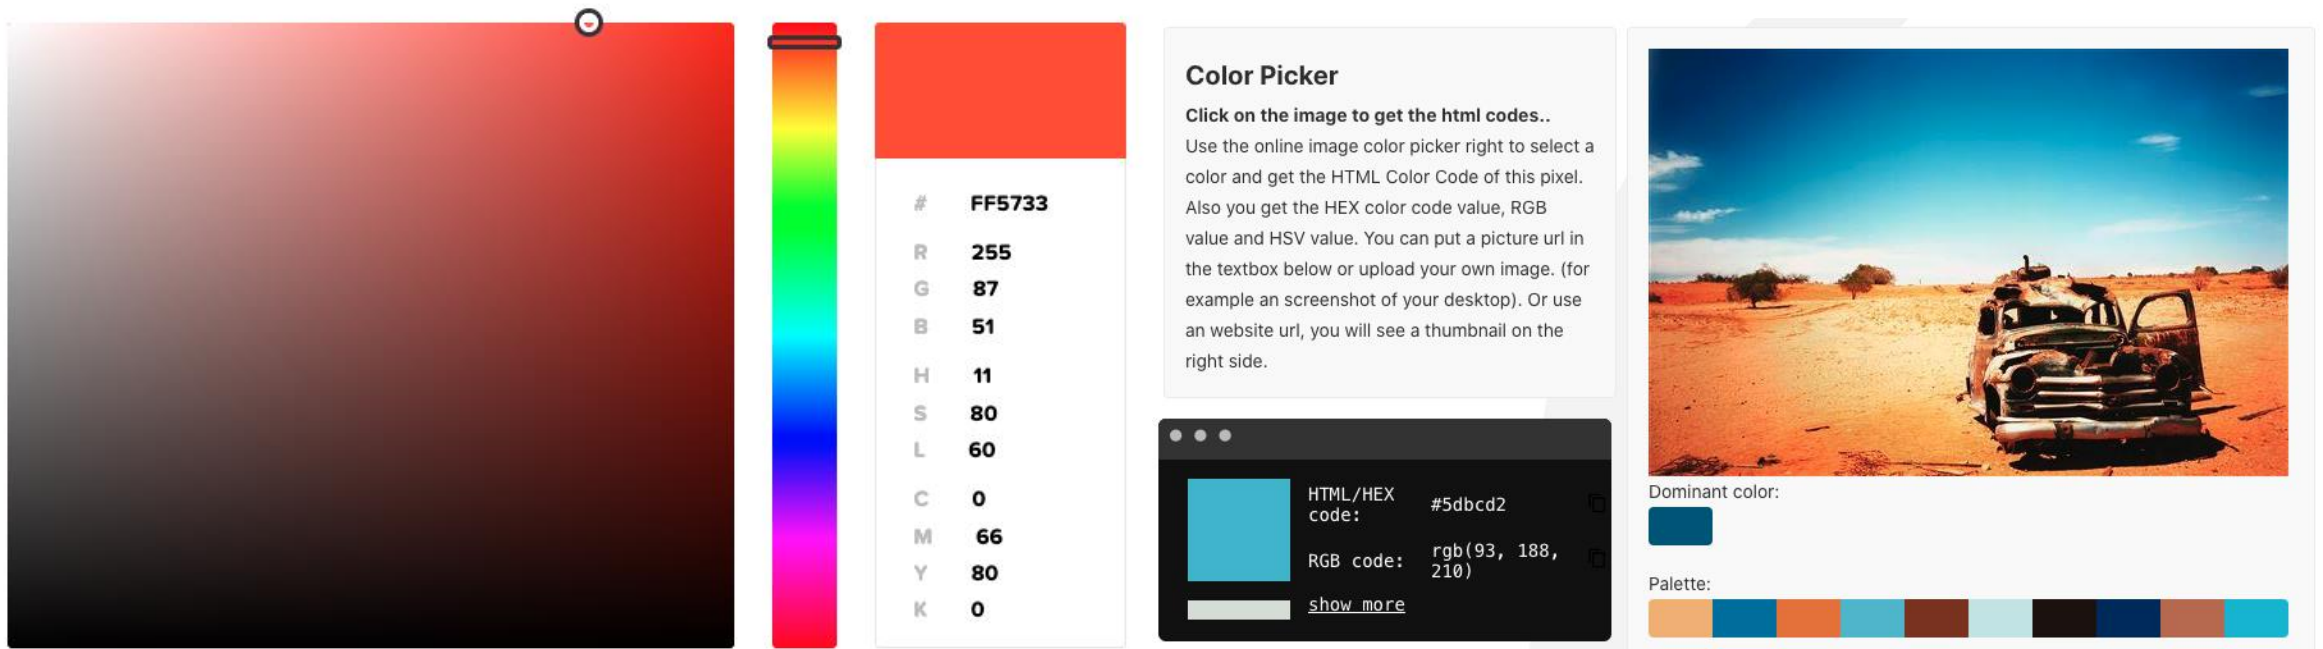 # FF5733
R 255
G 87
B 51
H 11
S 80
L 60
C 0
M 66
Y 80
K 0
Color Picker
Click on the image to get the html codes..
Use the online image color picker right to select a
color and get the HTML Color Code of this pixel.
Also you get the HEX color code value, RGB
value and HSV value. You can put a picture url in
the textbox below or upload your own image. (for
example an screenshot of your desktop). Or use
an website url, you will see a thumbnail on the
right side.
HTML/HEX
code: #5dbcd2
RGB code: rgb(93, 188,
210)
show more
Dominant color:
Palette: